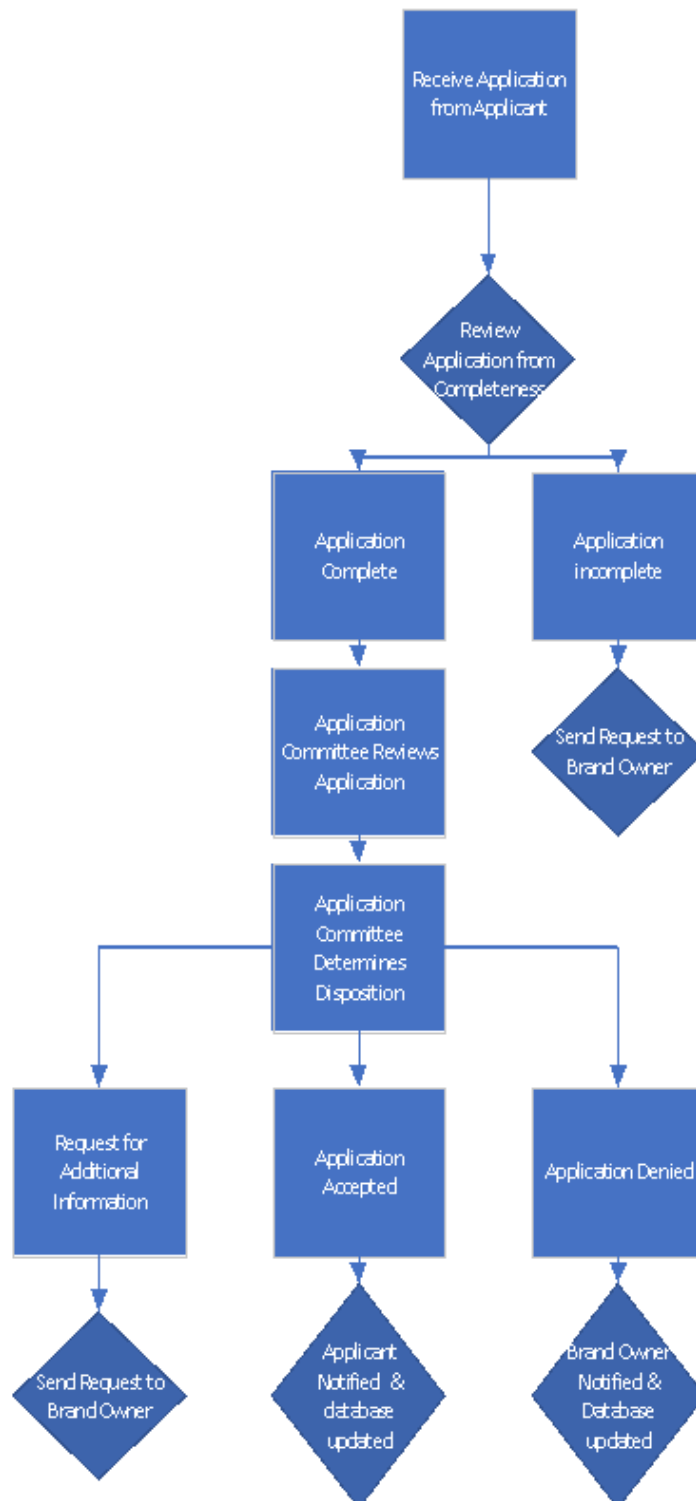 Receive Application
from Applicant
Review
Application from
Completeness
Application
Complete
Application
incomplete
Application
Committee Reviews
Application
Send Request to
Brand Owner
Application
Committee
Determines
Disposition
Request for
Additional
Information
Application
Accepted
Application Denied
Send Request to
Brand Owner
Applicant
Notified &
database
updated
Brand Owner
Notified &
Database
updated